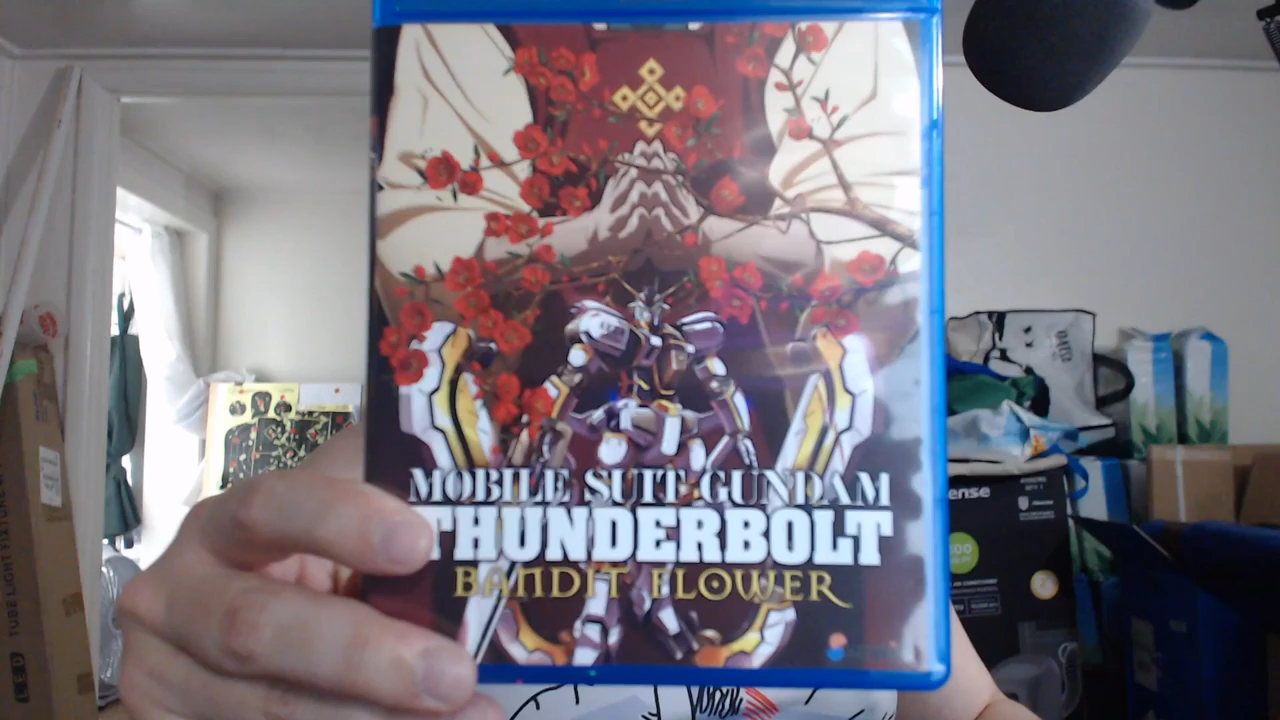 MOBILE SUIT GUNDAM
THUNDERBOLT
BANDIT FLOWER
LED TUBE LIGHT FIXTURE
ense